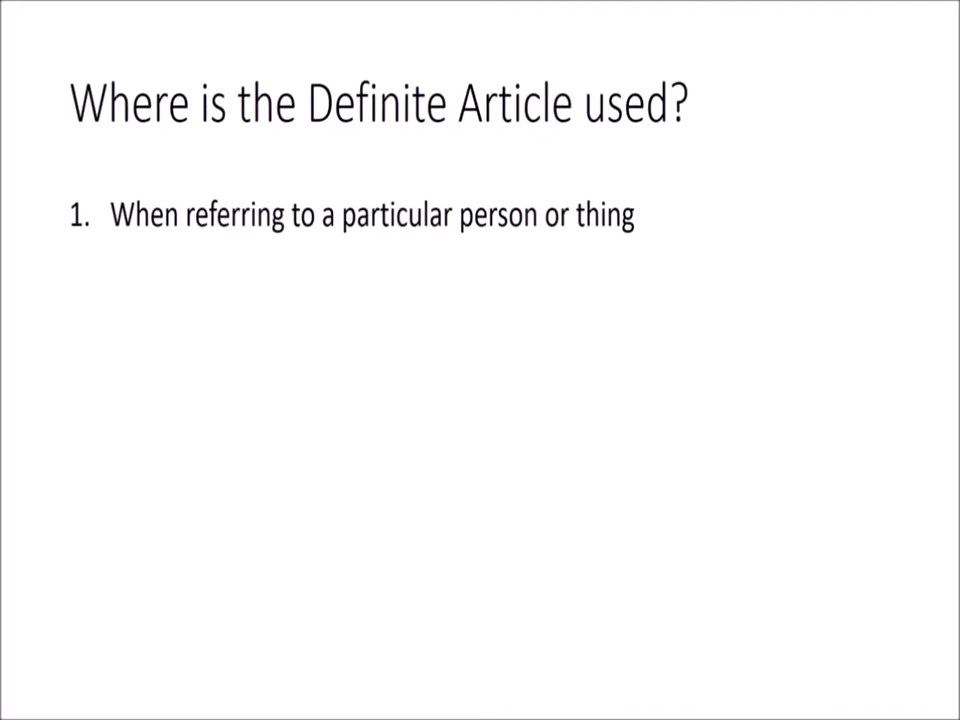 Where is the Definite Article used?
1. When referring to a particular person or thing